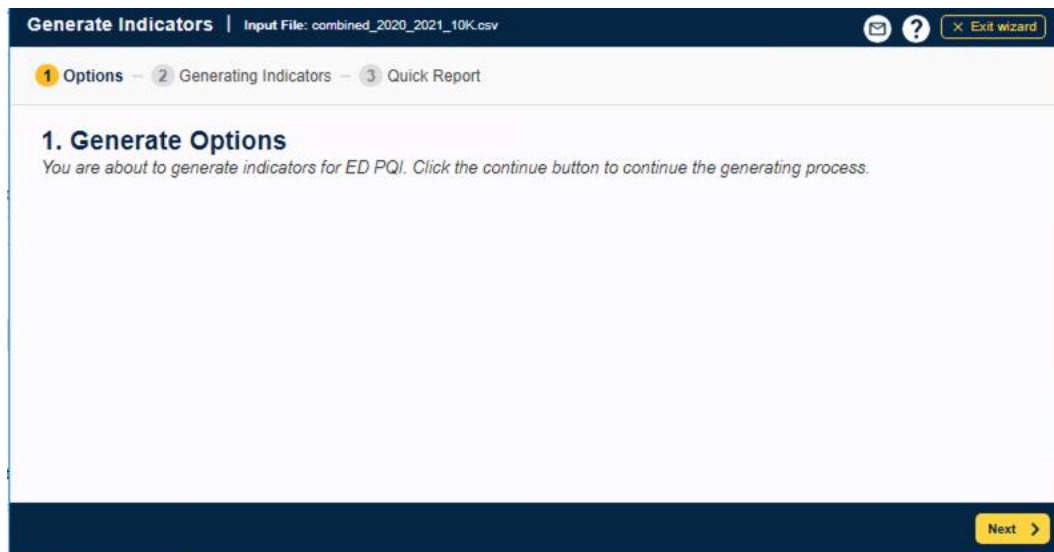 Generate Indicators | Input File: combined_2020_2021_10K.csv ? × Exit wizard
1 Options – 2 Generating Indicators – 3 Quick Report
1. Generate Options
You are about to generate indicators for ED PQI. Click the continue button to continue the generating process.
Next >